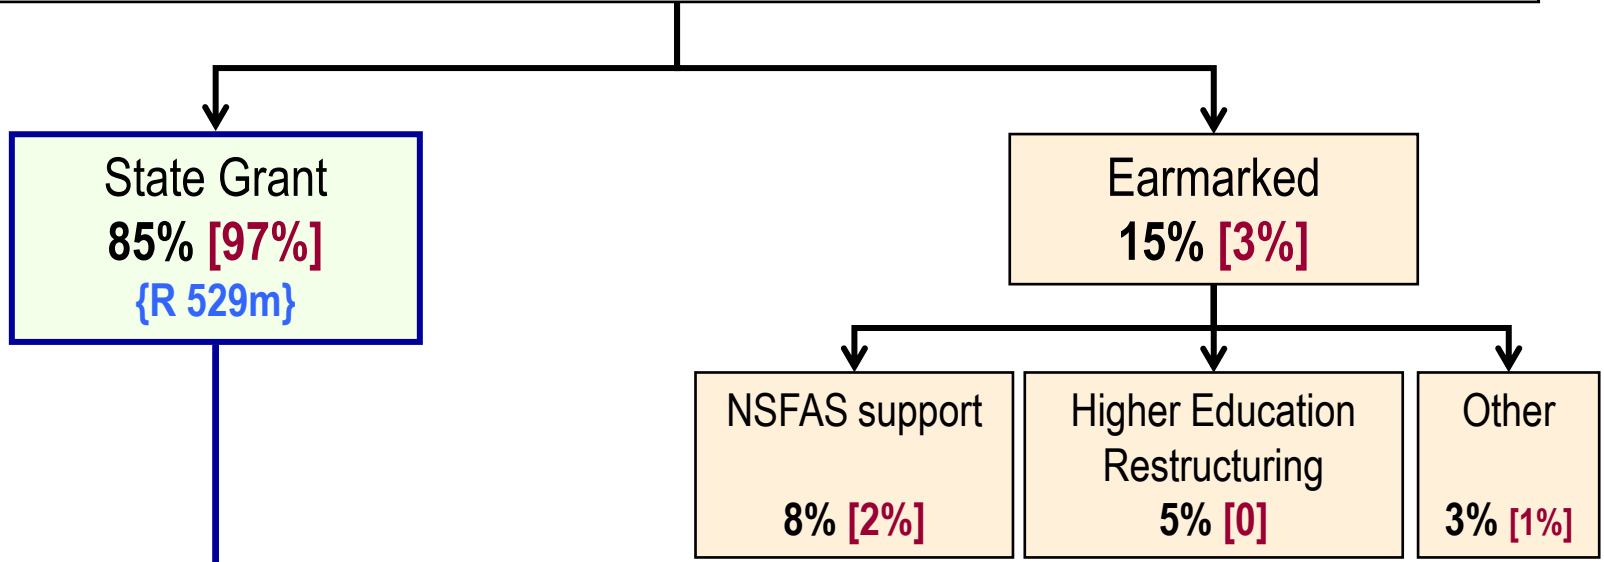 State Grant
85% [97%]
{R 529m}
Earmarked
15% [3%]
NSFAS support
8% [2%]
Higher Education
Restructuring
5% [0]
Other
3% [1%]